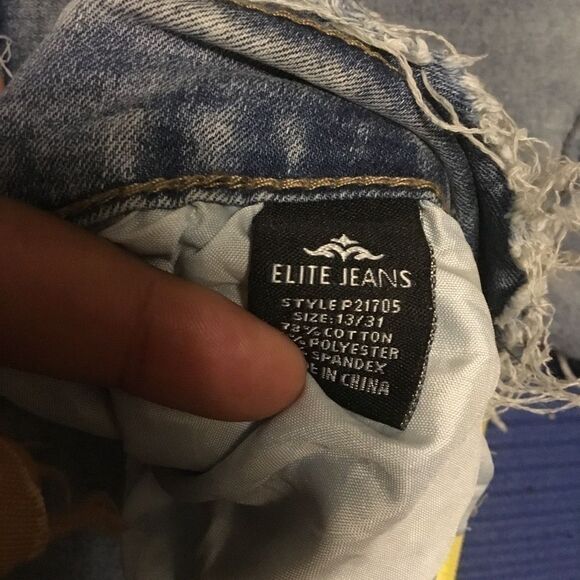 ELITE JEANS
STYLE P21705
SIZE: 13/31
73% COTTON
% POLYESTER
SPANDEX
E IN CHINA